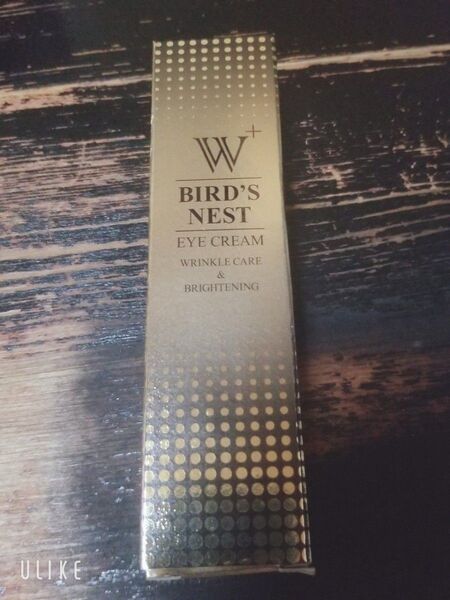 W+
BIRD'S
NEST
EYE CREAM
WRINKLE CARE
&
BRIGHTENING
ULIKE